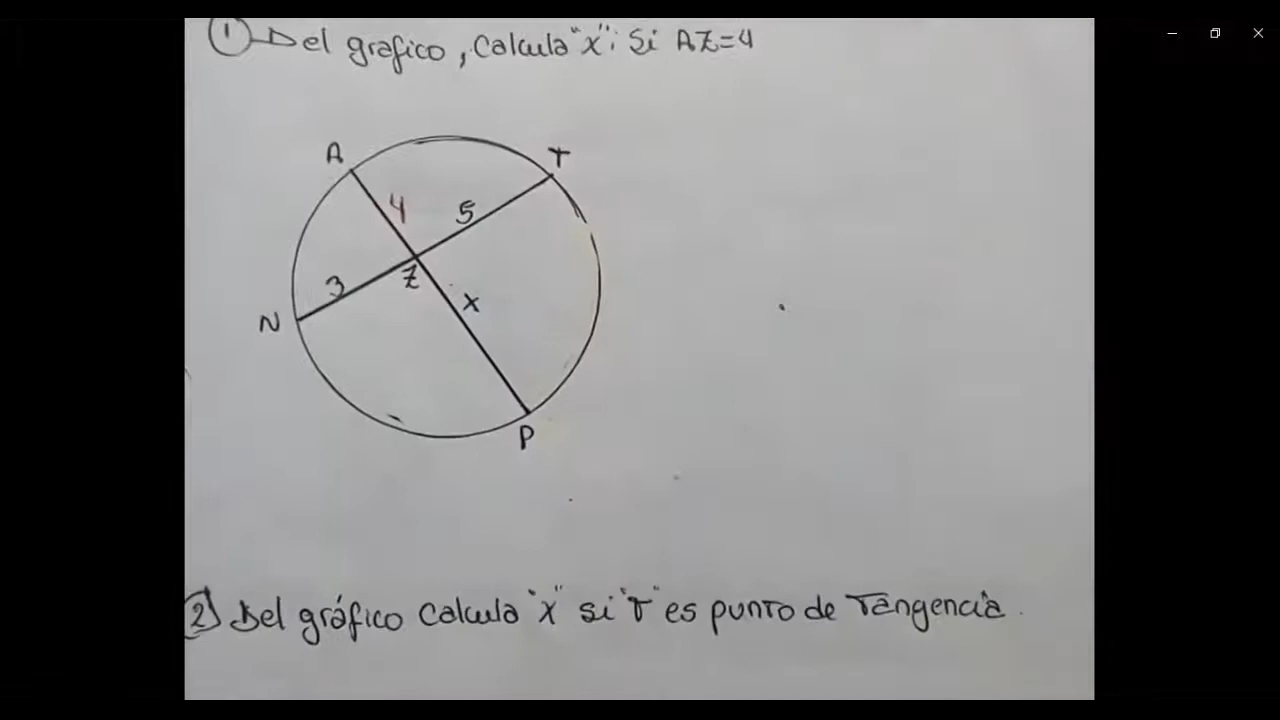 1 Del grafico, Calcula "x"; Si AZ=4
A
T
4
5
3
Z
x
N
P
2 Del gráfico Calcula "X" si "T" es punto de Tangencia.